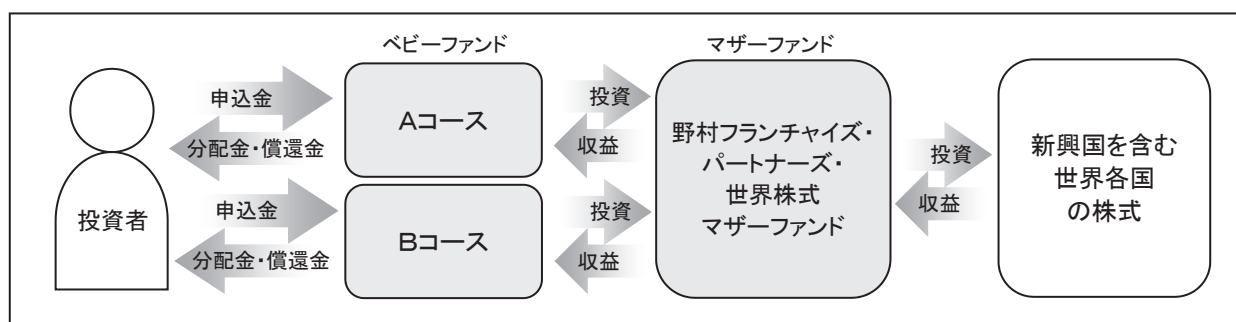 ベビーファンド
マザーファンド
投資者
申込金
分配金・償還金
申込金
分配金・償還金
Aコース
Bコース
投資
収益
投資
収益
野村フランチャイズ・
パートナーズ・
世界株式
マザーファンド
投資
収益
新興国を含む
世界各国
の株式